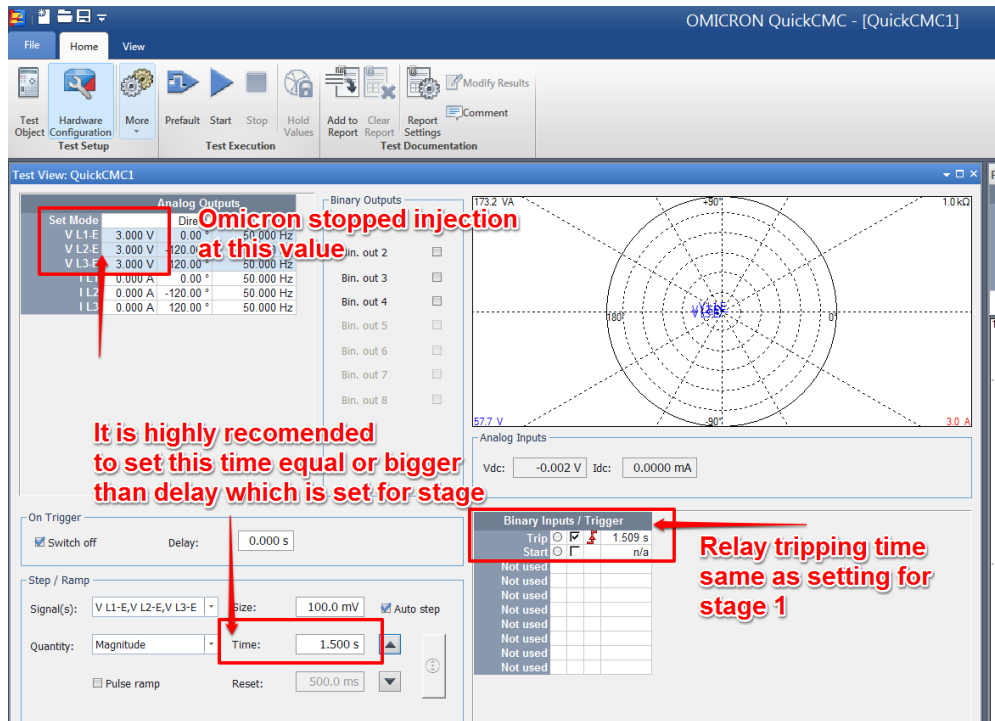 OMICRON QuickCMC - [QuickCMC1]
File Home View
Test Object
Hardware Configuration
More
Test Setup
Prefault
Start
Stop
Hold Values
Test Execution
Add to Report
Clear Report
Report Settings
Modify Results
Comment
Test Documentation
Test View: QuickCMC1
Analog Outputs
Set Mode Dire
V L1-E 3.000 V 0.00 ° 50.000 Hz
V L2-E 3.000 V -120.00 ° 50.000 Hz
V L3-E 3.000 V 120.00 ° 50.000 Hz
I L1 0.000 A 0.00 ° 50.000 Hz
I L2 0.000 A -120.00 ° 50.000 Hz
I L3 0.000 A 120.00 ° 50.000 Hz
Omicron stopped injection
at this value
Binary Outputs
Bin. out 2
Bin. out 3
Bin. out 4
Bin. out 5
Bin. out 6
Bin. out 7
Bin. out 8
173.2 VA
+90°
1.0 kΩ
180°
0°
57.7 V
-90°
3.0 A
Analog Inputs
Vdc: -0.002 V Idc: 0.0000 mA
It is highly recomended
to set this time equal or bigger
than delay which is set for stage
On Trigger
Switch off Delay: 0.000 s
Step / Ramp
Signal(s): V L1-E,V L2-E,V L3-E Size: 100.0 mV Auto step
Quantity: Magnitude Time: 1.500 s
Pulse ramp Reset: 500.0 ms
Binary Inputs / Trigger
Trip 1.509 s
Start n/a
Not used
Not used
Not used
Not used
Not used
Not used
Not used
Not used
Relay tripping time
same as setting for
stage 1